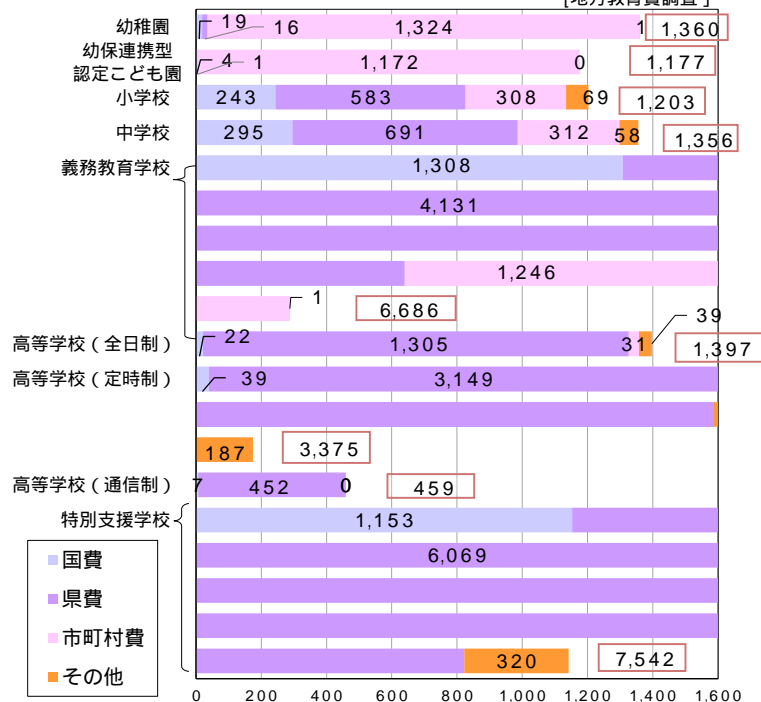 [地方教育費調査]
幼稚園 19 16 1,324 1 1,360
幼保連携型
認定こども園 4 1 1,172 0 1,177
小学校 243 583 308 69 1,203
中学校 295 691 312 58 1,356
義務教育学校 1,308
4,131
1,246
1 6,686
39
高等学校(全日制) 22 1,305 31 1,397
高等学校(定時制) 39 3,149
187 3,375
高等学校(通信制) 7 452 0 459
特別支援学校 1,153
6,069
320 7,542
国費
県費
市町村費
その他
0 200 400 600 800 1,000 1,200 1,400 1,600